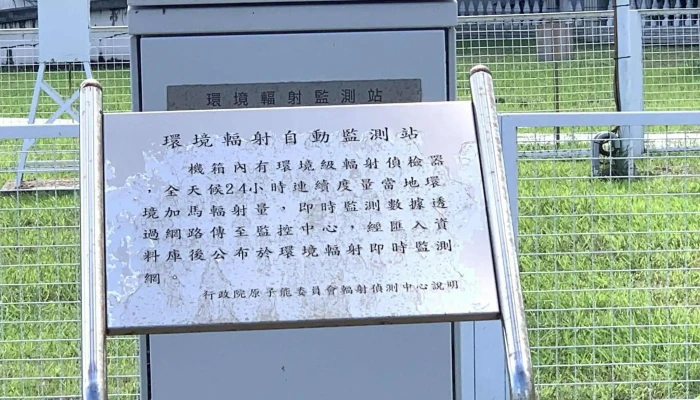 環境輻射監測站
環境輻射自動監測站
機箱內有環境級輻射偵檢器
，全天候24小時連續度量當地環
境加馬輻射量，即時監測數據透
過網路傳至監控中心，經匯入資
料庫後公布於環境輻射即時監測
網。
行政院原子能委員會輻射偵測中心說明